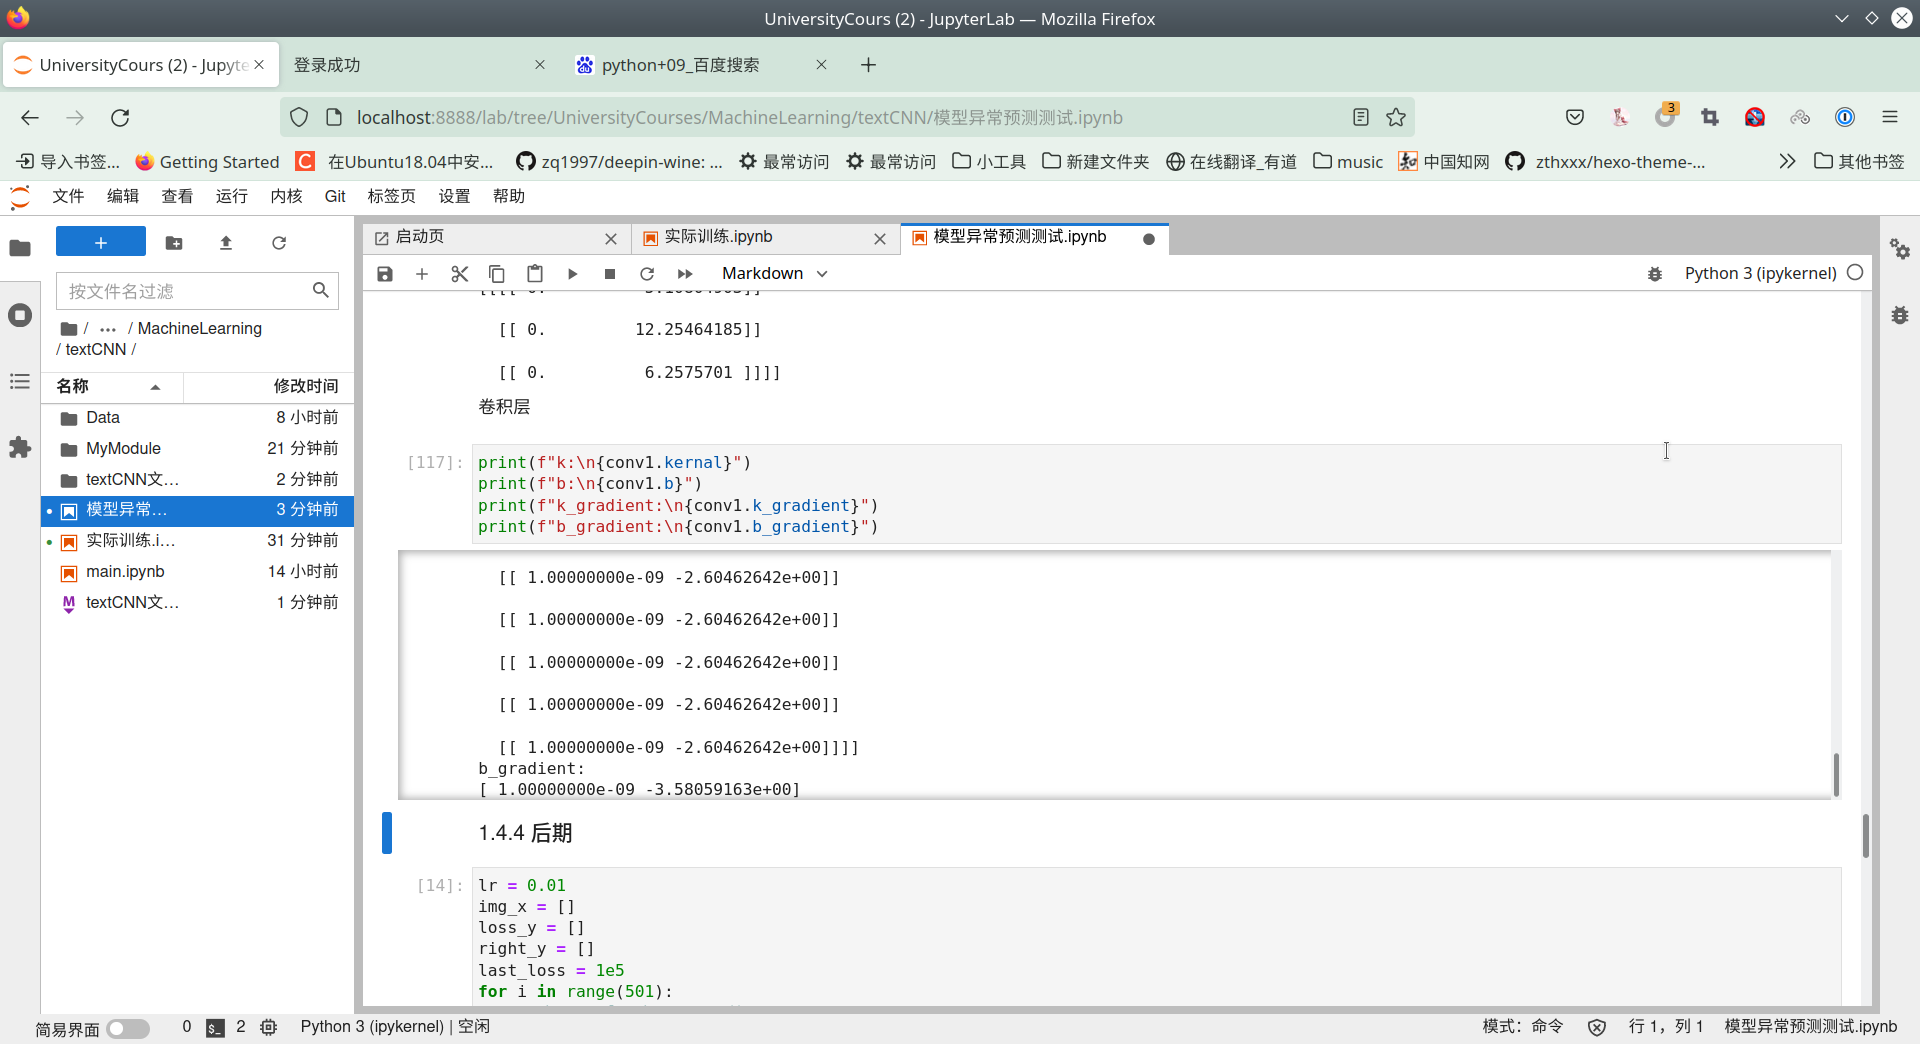 UniversityCours (2) - JupyterLab — Mozilla Firefox
UniversityCours (2) - Jupyte
登录成功
python+09_百度搜索
localhost:8888/lab/tree/UniversityCourses/MachineLearning/textCNN/模型异常预测测试.ipynb
3
导入书签...
Getting Started
在Ubuntu18.04中安...
zq1997/deepin-wine: ...
最常访问
最常访问
小工具
新建文件夹
在线翻译_有道
music
中国知网
zthxxx/hexo-theme-...
其他书签
文件 编辑 查看 运行 内核 Git 标签页 设置 帮助
启动页
实际训练.ipynb
模型异常预测测试.ipynb
Markdown
Python 3 (ipykernel)
按文件名过滤
/ ... / MachineLearning
/ textCNN /
名称 修改时间
Data 8 小时前
MyModule 21 分钟前
textCNN文... 2 分钟前
模型异常... 3 分钟前
实际训练.i... 31 分钟前
main.ipynb 14 小时前
textCNN文... 1 分钟前
[[ 0.         12.25464185]]
[[ 0.          6.2575701 ]]]]
卷积层
[117]:
print(f"k:\n{conv1.kernal}")
print(f"b:\n{conv1.b}")
print(f"k_gradient:\n{conv1.k_gradient}")
print(f"b_gradient:\n{conv1.b_gradient}")
[[ 1.00000000e-09 -2.60462642e+00]]
[[ 1.00000000e-09 -2.60462642e+00]]
[[ 1.00000000e-09 -2.60462642e+00]]
[[ 1.00000000e-09 -2.60462642e+00]]
[[ 1.00000000e-09 -2.60462642e+00]]]]
b_gradient:
[ 1.00000000e-09 -3.58059163e+00]
1.4.4 后期
[14]:
lr = 0.01
img_x = []
loss_y = []
right_y = []
last_loss = 1e5
for i in range(501):
简易界面
0
2
Python 3 (ipykernel) | 空闲
模式：命令
行 1，列 1
模型异常预测测试.ipynb